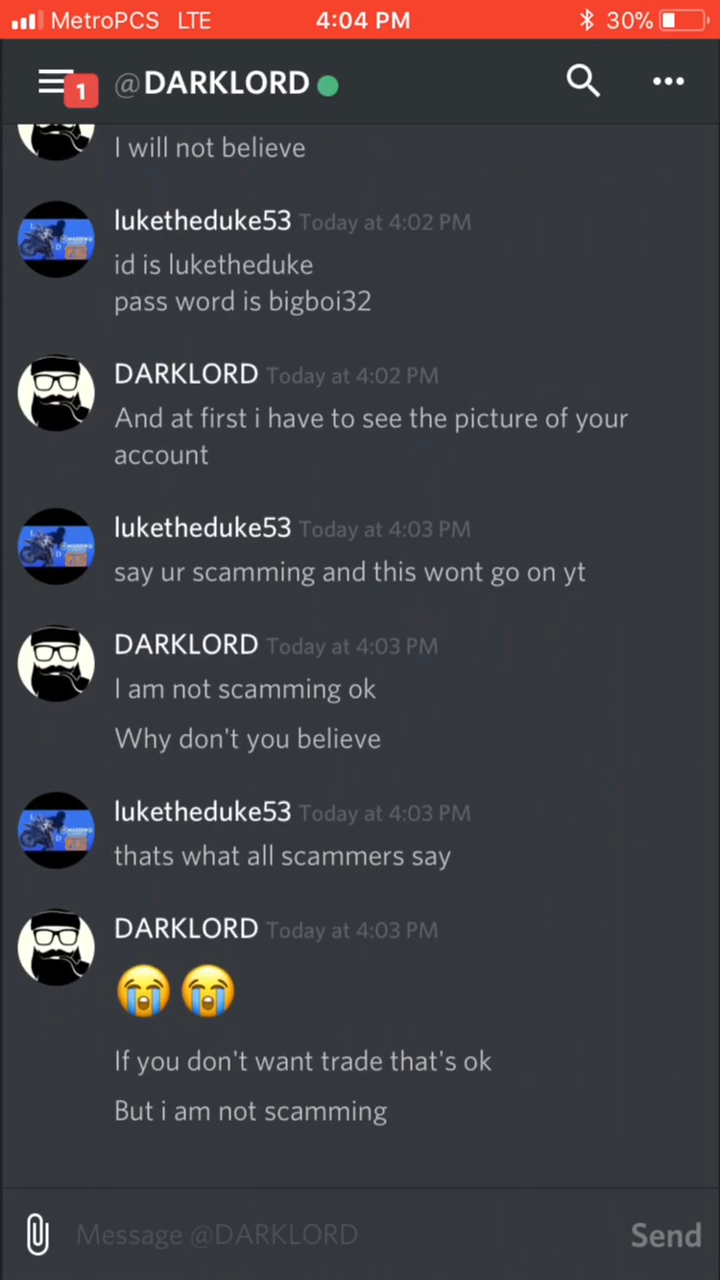 MetroPCS LTE 4:04 PM 30%
1 @DARKLORD
I will not believe
luketheduke53 Today at 4:02 PM
id is luketheduke
pass word is bigboi32
DARKLORD Today at 4:02 PM
And at first i have to see the picture of your
account
luketheduke53 Today at 4:03 PM
say ur scamming and this wont go on yt
DARKLORD Today at 4:03 PM
I am not scamming ok
Why don't you believe
luketheduke53 Today at 4:03 PM
thats what all scammers say
DARKLORD Today at 4:03 PM
😭😭
If you don't want trade that's ok
But i am not scamming
Message @DARKLORD Send